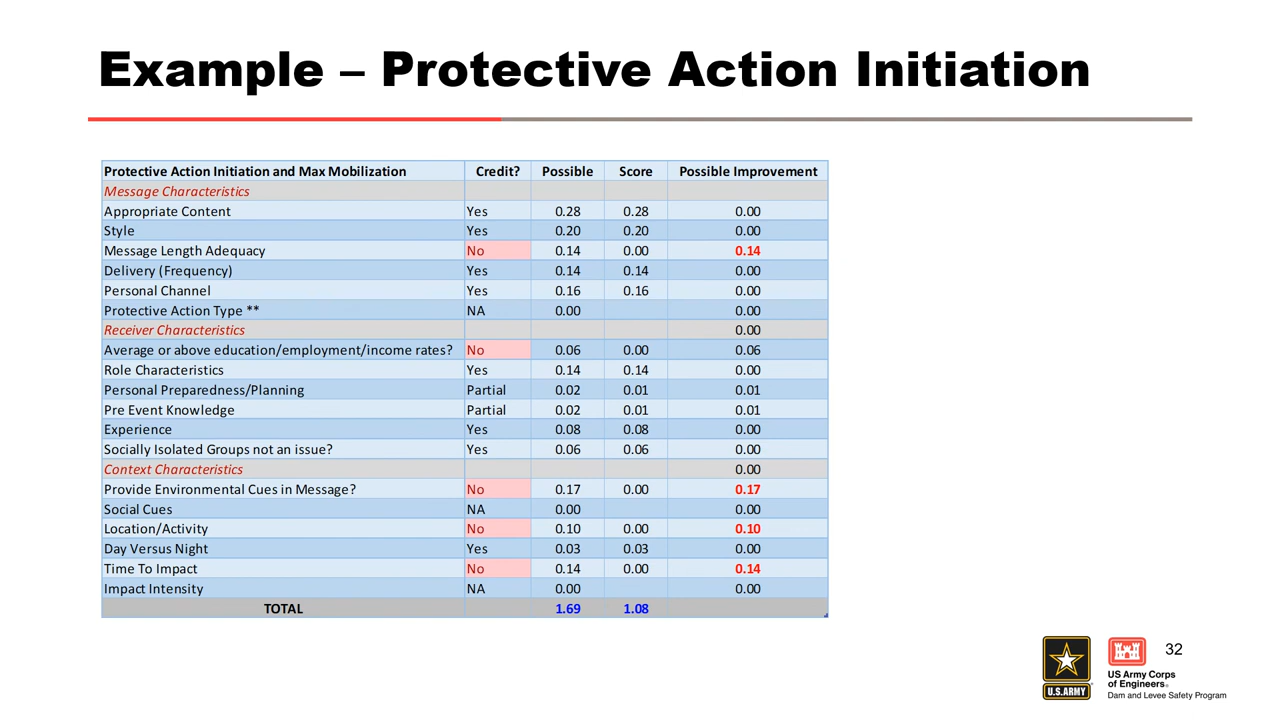 Example – Protective Action Initiation
Protective Action Initiation and Max Mobilization Credit? Possible Score Possible Improvement
Message Characteristics
Appropriate Content Yes 0.28 0.28 0.00
Style Yes 0.20 0.20 0.00
Message Length Adequacy No 0.14 0.00 0.14
Delivery (Frequency) Yes 0.14 0.14 0.00
Personal Channel Yes 0.16 0.16 0.00
Protective Action Type ** NA 0.00 0.00
Receiver Characteristics 0.00
Average or above education/employment/income rates? No 0.06 0.00 0.06
Role Characteristics Yes 0.14 0.14 0.00
Personal Preparedness/Planning Partial 0.02 0.01 0.01
Pre Event Knowledge Partial 0.02 0.01 0.01
Experience Yes 0.08 0.08 0.00
Socially Isolated Groups not an issue? Yes 0.06 0.06 0.00
Context Characteristics 0.00
Provide Environmental Cues in Message? No 0.17 0.00 0.17
Social Cues NA 0.00 0.00
Location/Activity No 0.10 0.00 0.10
Day Versus Night Yes 0.03 0.03 0.00
Time To Impact No 0.14 0.00 0.14
Impact Intensity NA 0.00 0.00
TOTAL 1.69 1.08
32
U.S.ARMY
US Army Corps
of Engineers®
Dam and Levee Safety Program